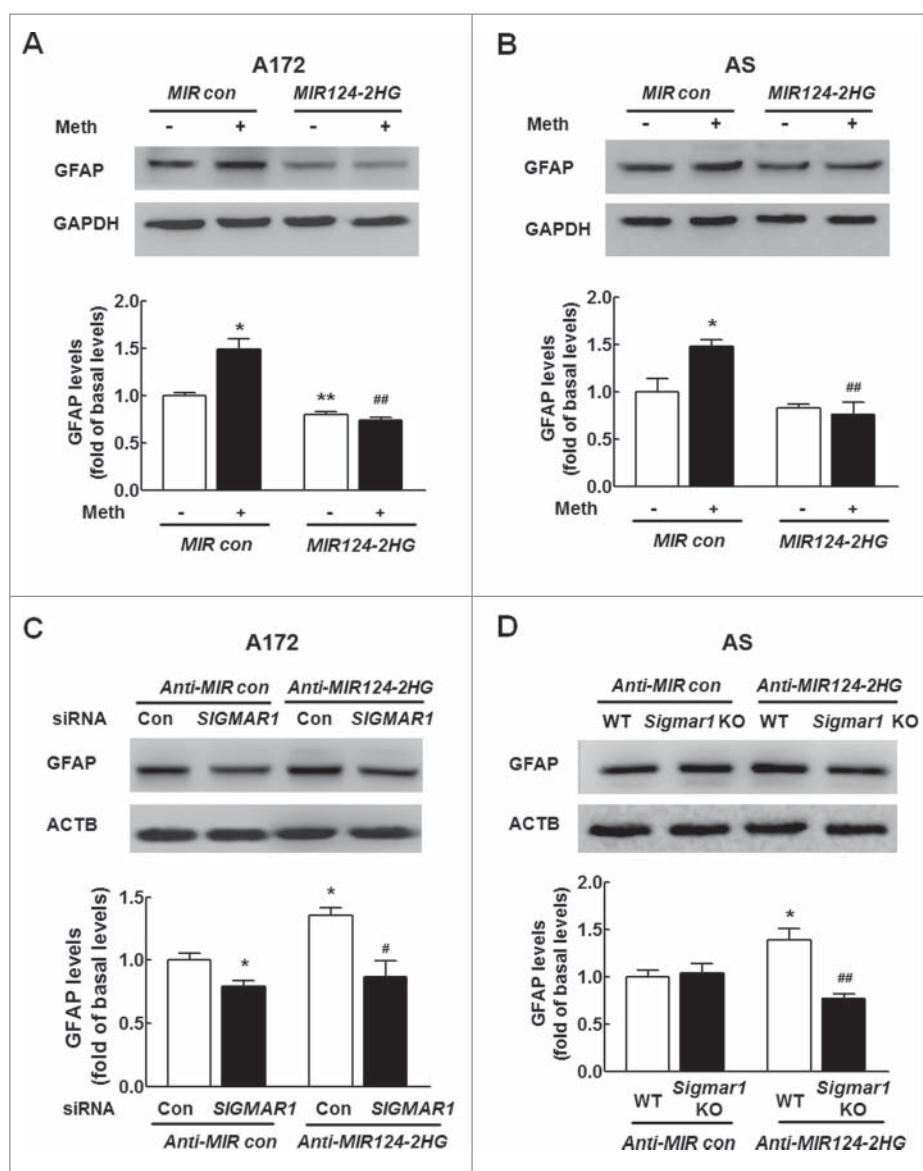 A
A172
MIR con MIR124-2HG
Meth - + - +
GFAP
GAPDH
GFAP levels
(fold of basal levels)
2.0
1.5
1.0
0.5
0.0
*
**
##
Meth - + - +
MIR con MIR124-2HG
B
AS
MIR con MIR124-2HG
Meth - + - +
GFAP
GAPDH
GFAP levels
(fold of basal levels)
2.0
1.5
1.0
0.5
0.0
*
##
Meth - + - +
MIR con MIR124-2HG
C
A172
Anti-MIR con Anti-MIR124-2HG
siRNA Con SIGMAR1 Con SIGMAR1
GFAP
ACTB
GFAP levels
(fold of basal levels)
1.5
1.0
0.5
0.0
*
*
#
siRNA Con SIGMAR1 Con SIGMAR1
Anti-MIR con Anti-MIR124-2HG
D
AS
Anti-MIR con Anti-MIR124-2HG
WT Sigmar1 KO WT Sigmar1 KO
GFAP
ACTB
GFAP levels
(fold of basal levels)
2.0
1.5
1.0
0.5
0.0
*
##
WT Sigmar1 WT Sigmar1
KO KO
Anti-MIR con Anti-MIR124-2HG